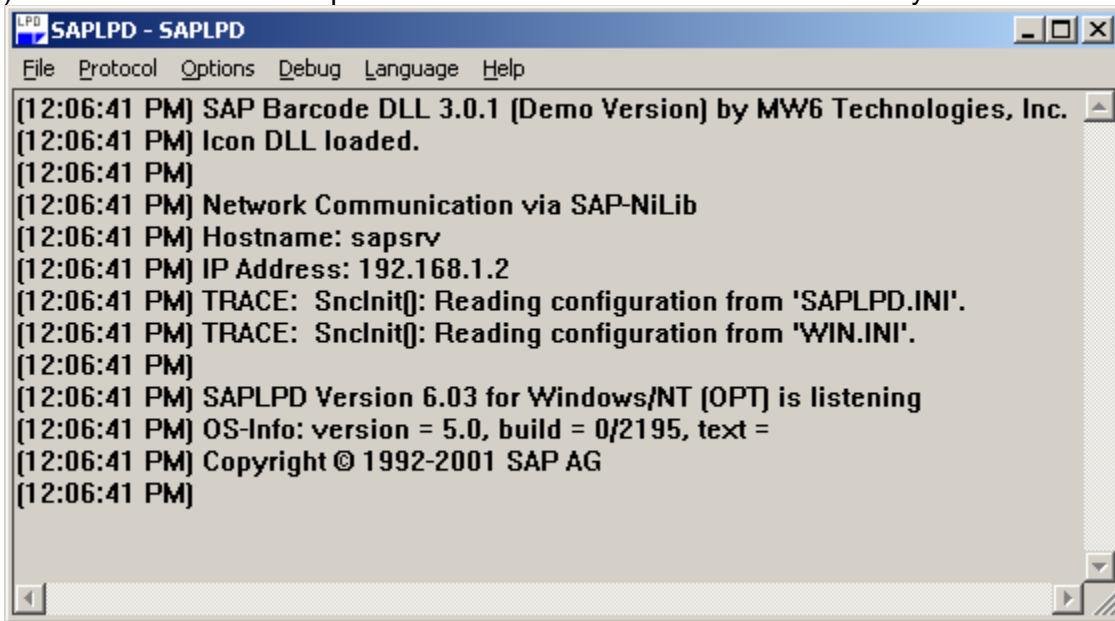 LPD SAPLPD - SAPLPD
File Protocol Options Debug Language Help
[12:06:41 PM] SAP Barcode DLL 3.0.1 (Demo Version) by MW6 Technologies, Inc.
[12:06:41 PM] Icon DLL loaded.
[12:06:41 PM]
[12:06:41 PM] Network Communication via SAP-NiLib
[12:06:41 PM] Hostname: sapsrv
[12:06:41 PM] IP Address: 192.168.1.2
[12:06:41 PM] TRACE:  SncInit(): Reading configuration from 'SAPLPD.INI'.
[12:06:41 PM] TRACE:  SncInit(): Reading configuration from 'WIN.INI'.
[12:06:41 PM]
[12:06:41 PM] SAPLPD Version 6.03 for Windows/NT (OPT) is listening
[12:06:41 PM] OS-Info: version = 5.0, build = 0/2195, text =
[12:06:41 PM] Copyright © 1992-2001 SAP AG
[12:06:41 PM]